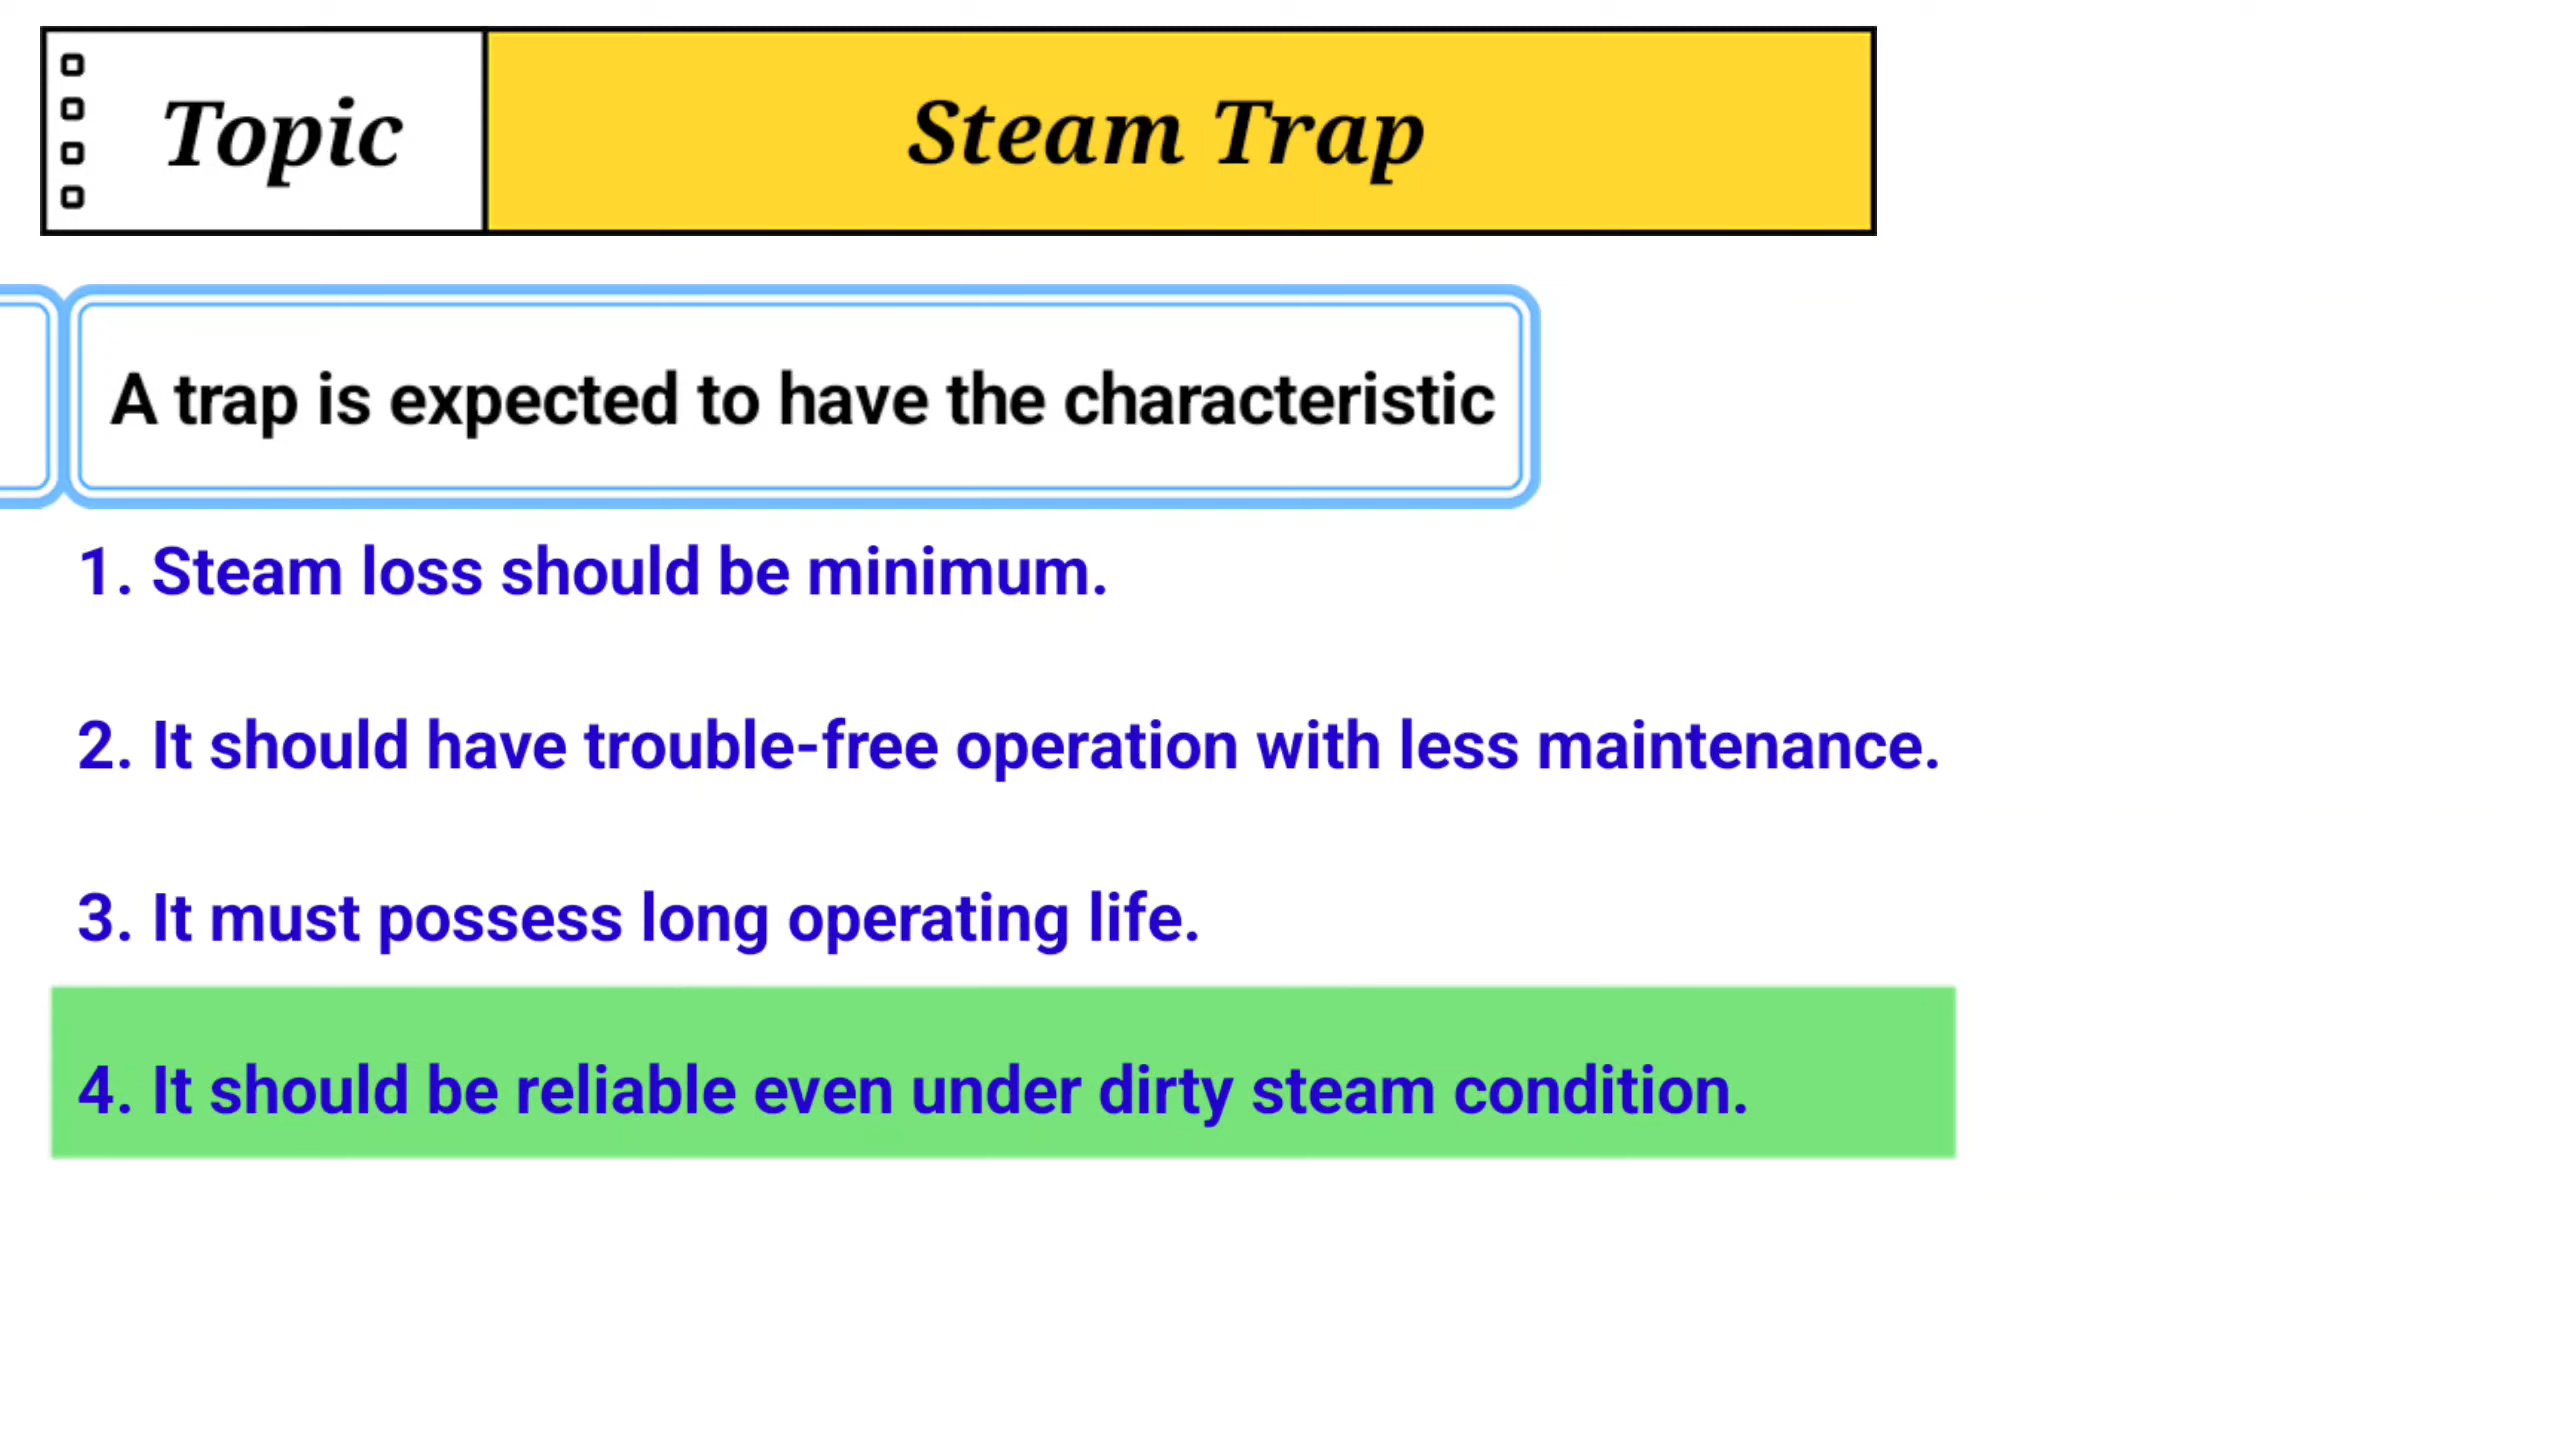 Topic
Steam Trap
A trap is expected to have the characteristic
1. Steam loss should be minimum.
2. It should have trouble-free operation with less maintenance.
3. It must possess long operating life.
4. It should be reliable even under dirty steam condition.